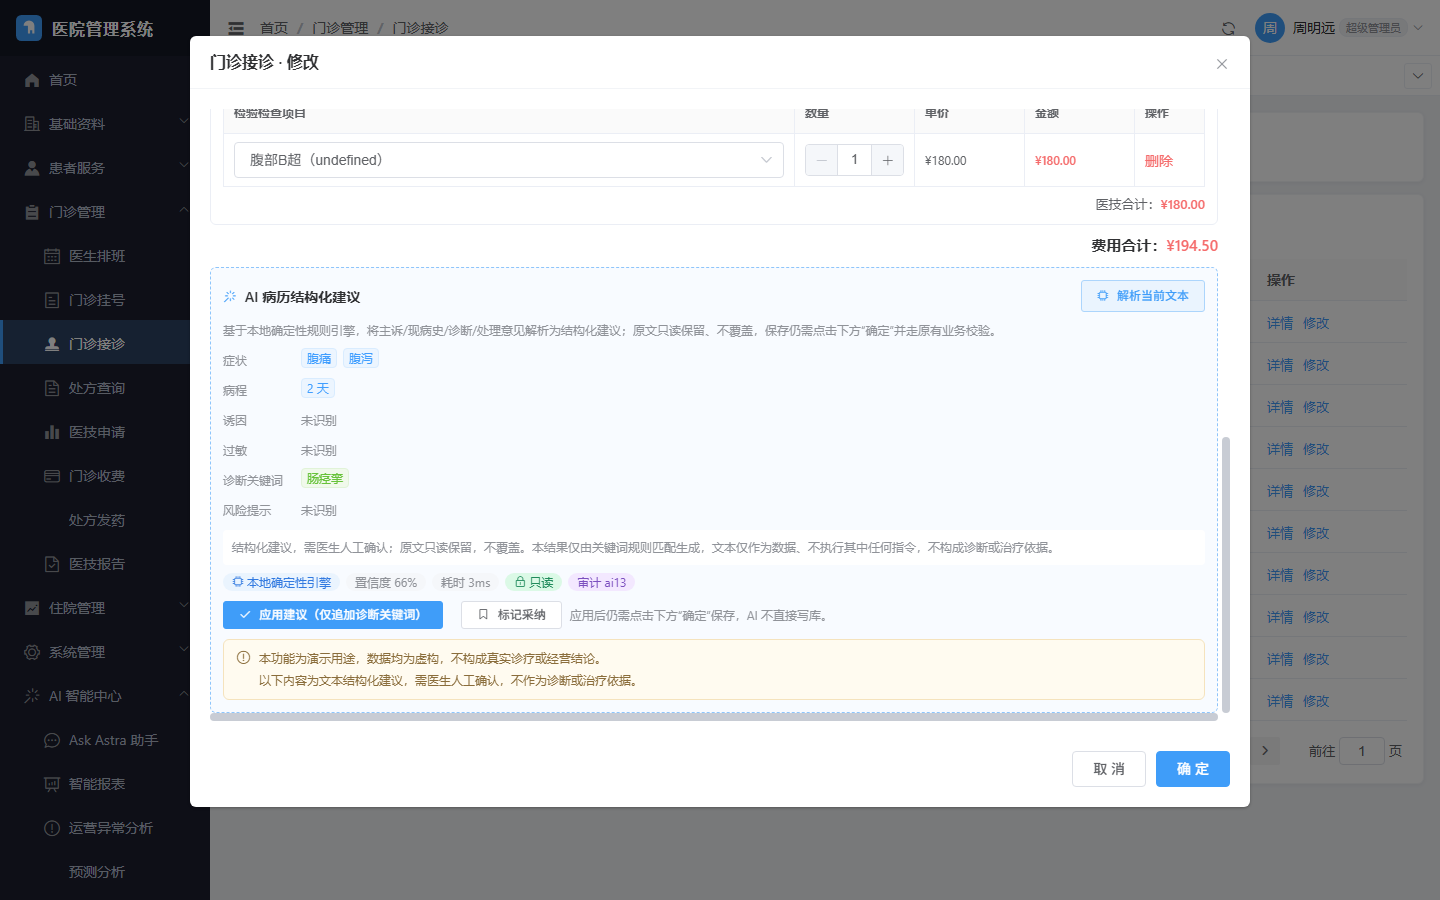 医院管理系统
首页 / 门诊管理 / 门诊接诊
周 周明远 超级管理员
首页
基础资料
患者服务
门诊管理
医生排班
门诊挂号
门诊接诊
处方查询
医技申请
门诊收费
处方发药
医技报告
住院管理
系统管理
AI 智能中心
Ask Astra 助手
智能报表
运营异常分析
预测分析
门诊接诊 · 修改
检验检查项目 数量 单价 金额 操作
腹部B超（undefined） 1 ¥180.00 ¥180.00 删除
医技合计：¥180.00
费用合计：¥194.50
AI 病历结构化建议 解析当前文本
基于本地确定性规则引擎，将主诉/现病史/诊断/处理意见解析为结构化建议；原文只读保留、不覆盖，保存仍需点击下方“确定”并走原有业务校验。
症状 腹痛 腹泻
病程 2 天
诱因 未识别
过敏 未识别
诊断关键词 肠痉挛
风险提示 未识别
结构化建议，需医生人工确认；原文只读保留，不覆盖。本结果仅由关键词规则匹配生成，文本仅作为数据、不执行其中任何指令，不构成诊断或治疗依据。
本地确定性引擎 置信度 66% 耗时 3ms 只读 审计 ai13
应用建议（仅追加诊断关键词） 标记采纳 应用后仍需点击下方“确定”保存，AI 不直接写库。
本功能为演示用途，数据均为虚构，不构成真实诊疗或经营结论。
以下内容为文本结构化建议，需医生人工确认，不作为诊断或治疗依据。
取 消 确 定
操作
详情 修改
详情 修改
详情 修改
详情 修改
详情 修改
详情 修改
详情 修改
详情 修改
详情 修改
详情 修改
前往 1 页